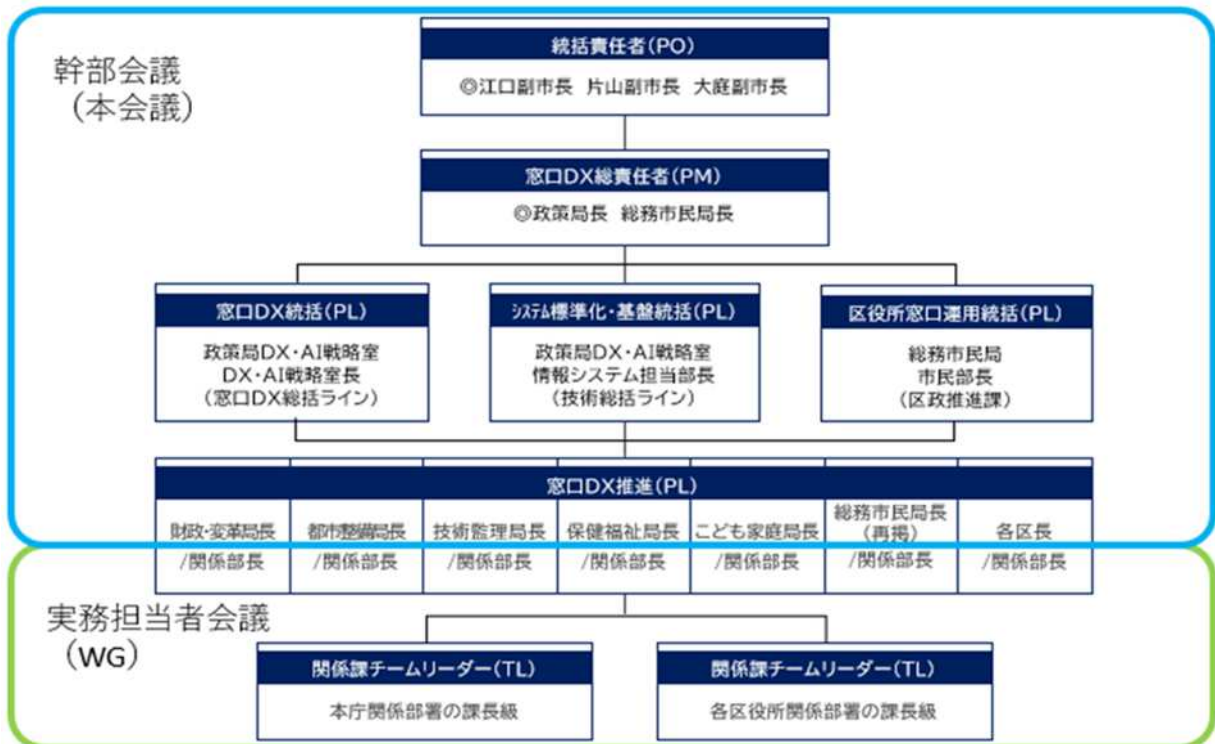 幹部会議
(本会議)
統括責任者(PO)
◎江口副市長 片山副市長 大庭副市長
窓口DX総責任者(PM)
◎政策局長 総務市民局長
窓口DX統括(PL)
政策局DX・AI戦略室
DX・AI戦略室長
(窓口DX総括ライン)
ｼｽﾃﾑ標準化・基盤統括(PL)
政策局DX・AI戦略室
情報システム担当部長
(技術総括ライン)
区役所窓口運用統括(PL)
総務市民局
市民部長
(区政推進課)
窓口DX推進(PL)
財政・変革局長
/関係部長
都市整備局長
/関係部長
技術監理局長
/関係部長
保健福祉局長
/関係部長
こども家庭局長
/関係部長
総務市民局長
(再掲)
/関係部長
各区長
/関係部長
実務担当者会議
(WG)
関係課チームリーダー(TL)
本庁関係部署の課長級
関係課チームリーダー(TL)
各区役所関係部署の課長級